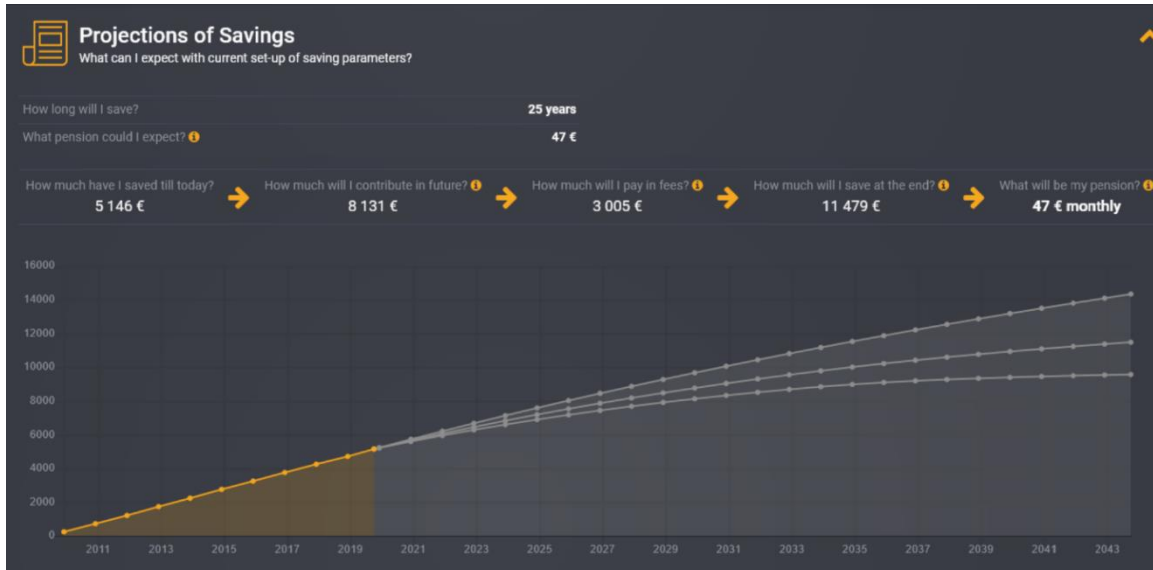 Projections of Savings
What can I expect with current set-up of saving parameters?
How long will I save? 25 years
What pension could I expect? 47 €
How much have I saved till today? How much will I contribute in future? How much will I pay in fees? How much will I save at the end? What will be my pension?
5 146 € 8 131 € 3 005 € 11 479 € 47 € monthly
16000
14000
12000
10000
8000
6000
4000
2000
0
2011 2013 2015 2017 2019 2021 2023 2025 2027 2029 2031 2033 2035 2037 2039 2041 2043